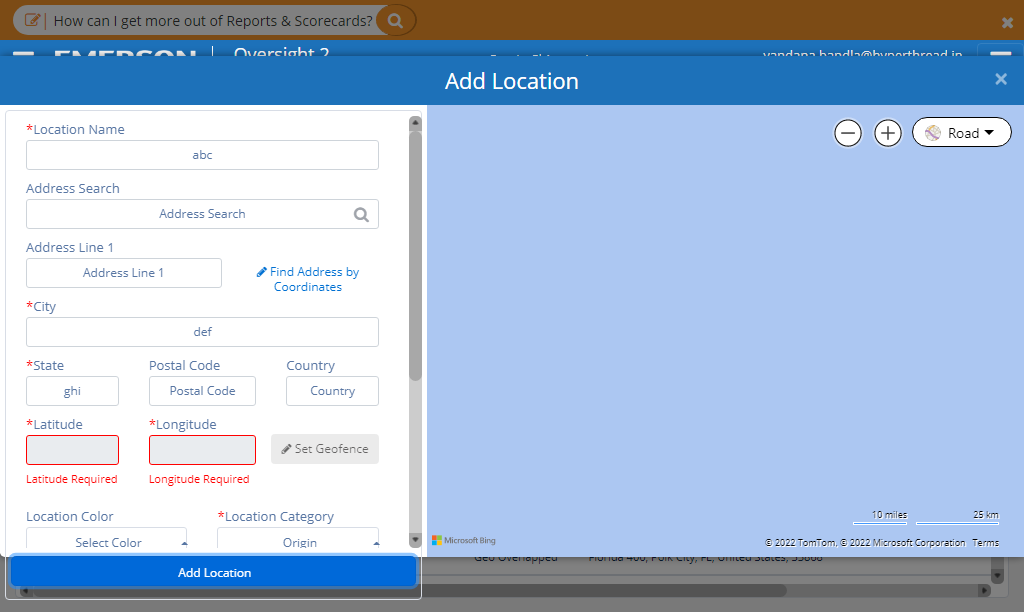 How can I get more out of Reports & Scorecards?
EMERSON Oversight 2 vandana.bandla@hyperthread.in
Add Location
*Location Name
abc
Road
Address Search
Address Search
Address Line 1
Address Line 1
Find Address by
Coordinates
*City
def
*State Postal Code Country
ghi Postal Code Country
*Latitude *Longitude
Set Geofence
Latitude Required Longitude Required
Location Color *Location Category
Select Color Origin
10 miles 25 km
Microsoft Bing
© 2022 TomTom, © 2022 Microsoft Corporation Terms
Add Location
Geo Overlapped Florida 400, Polk City, FL, United States, 33868